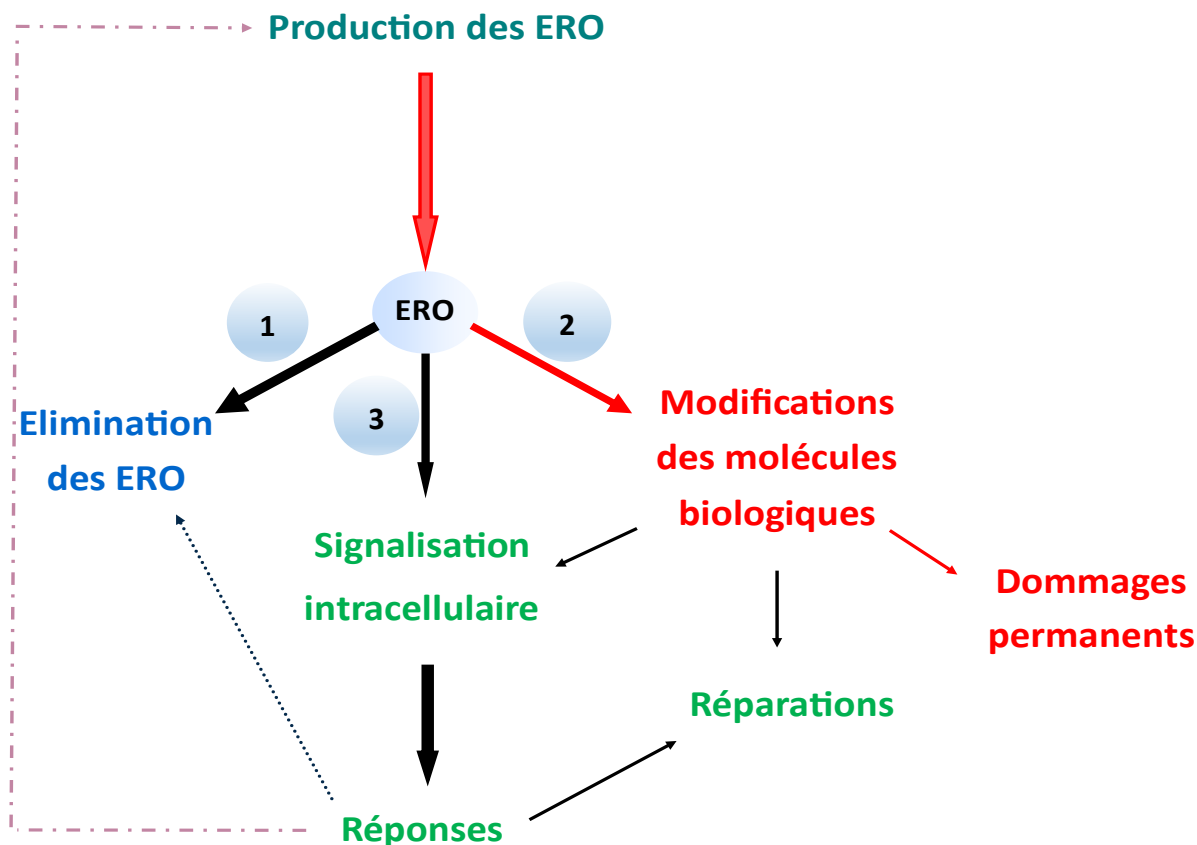 Production des ERO
ERO
1
2
3
Elimination
des ERO
Modifications
des molécules
biologiques
Signalisation
intracellulaire
Dommages
permanents
Réparations
Réponses